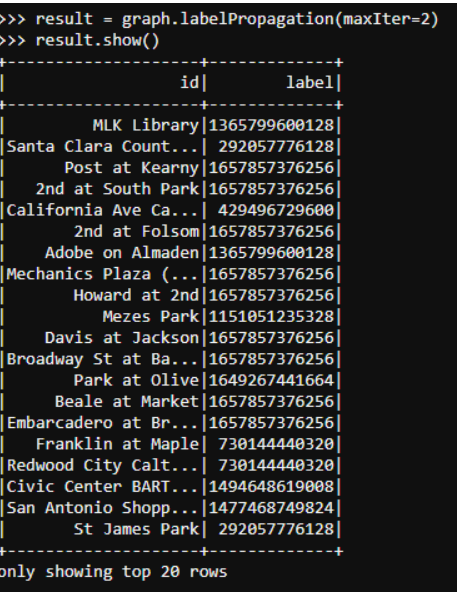 >>> result = graph.labelPropagation(maxIter=2)
>>> result.show()
+--------------------+-------------+
|                  id|        label|
+--------------------+-------------+
|         MLK Library|1365799600128|
|Santa Clara Count...| 292057776128|
|      Post at Kearny|1657857376256|
|   2nd at South Park|1657857376256|
|California Ave Ca...| 429496729600|
|       2nd at Folsom|1657857376256|
|    Adobe on Almaden|1365799600128|
|Mechanics Plaza (...|1657857376256|
|       Howard at 2nd|1657857376256|
|          Mezes Park|1151051235328|
|    Davis at Jackson|1657857376256|
|Broadway St at Ba...|1657857376256|
|       Park at Olive|1649267441664|
|     Beale at Market|1657857376256|
|Embarcadero at Br...|1657857376256|
|   Franklin at Maple| 730144440320|
|Redwood City Calt...| 730144440320|
|Civic Center BART...|1494648619008|
|San Antonio Shopp...|1477468749824|
|       St James Park| 292057776128|
+--------------------+-------------+
only showing top 20 rows